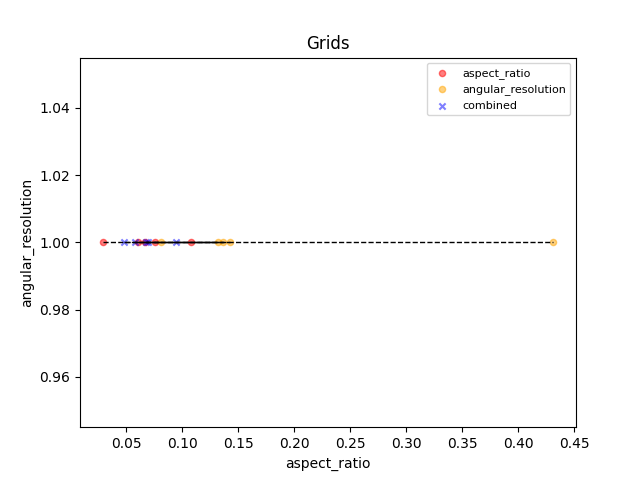 Grids
aspect_ratio
angular_resolution
combined
1.04
1.02
1.00
0.98
0.96
angular_resolution
0.05 0.10 0.15 0.20 0.25 0.30 0.35 0.40 0.45
aspect_ratio